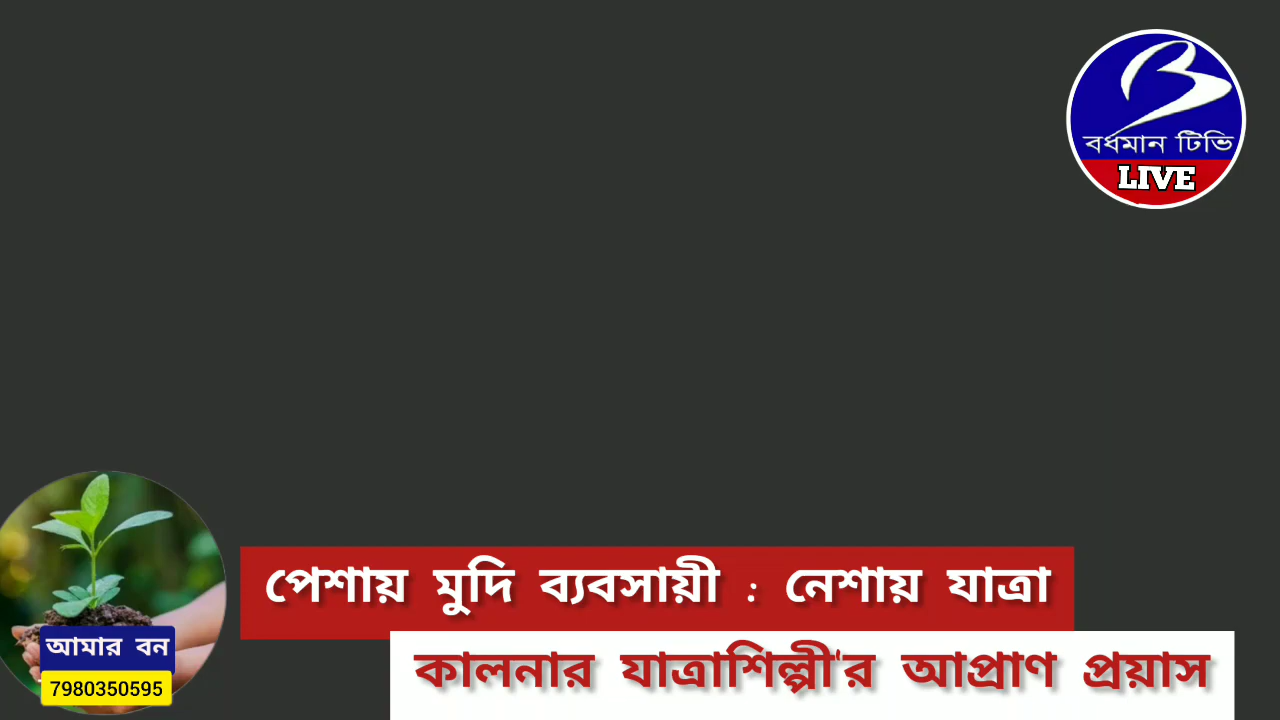 বর্ধমান টিভি
LIVE
পেশায় মুদি ব্যবসায়ী : নেশায় যাত্রা
কালনার যাত্রাশিল্পী'র আপ্রাণ প্রয়াস
আমার বন
7980350595